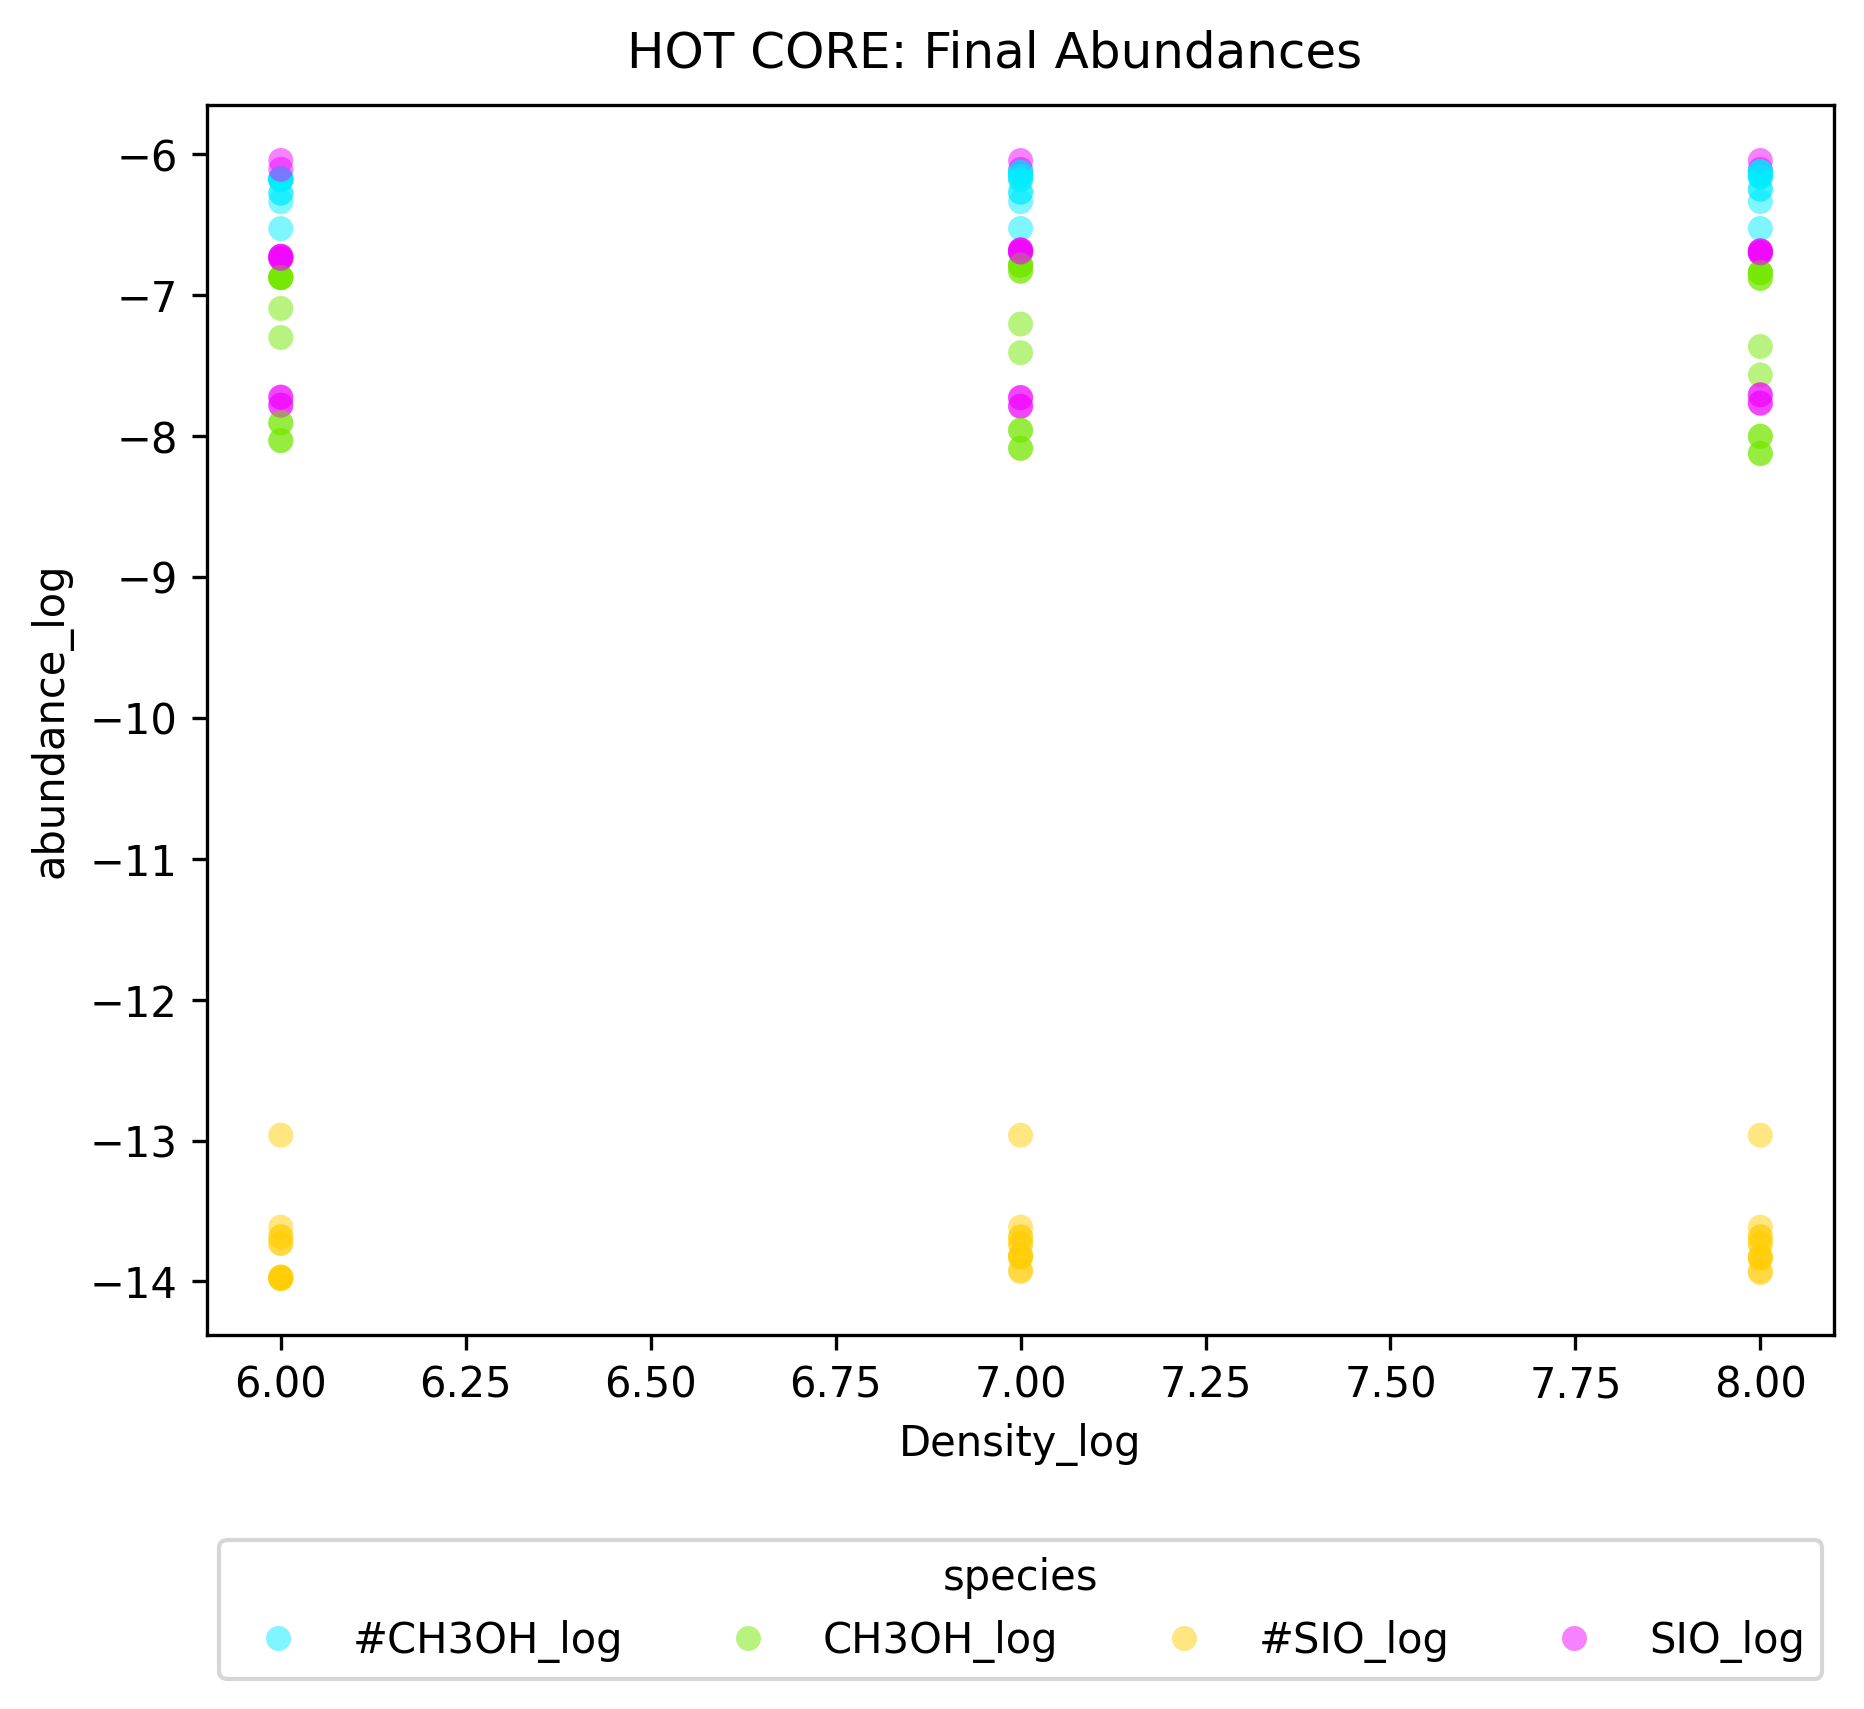 HOT CORE: Final Abundances
−6
−7
−8
−9
−10
−11
−12
−13
−14
abundance_log
6.00 6.25 6.50 6.75 7.00 7.25 7.50 7.75 8.00
Density_log
species
#CH3OH_log CH3OH_log #SIO_log SIO_log